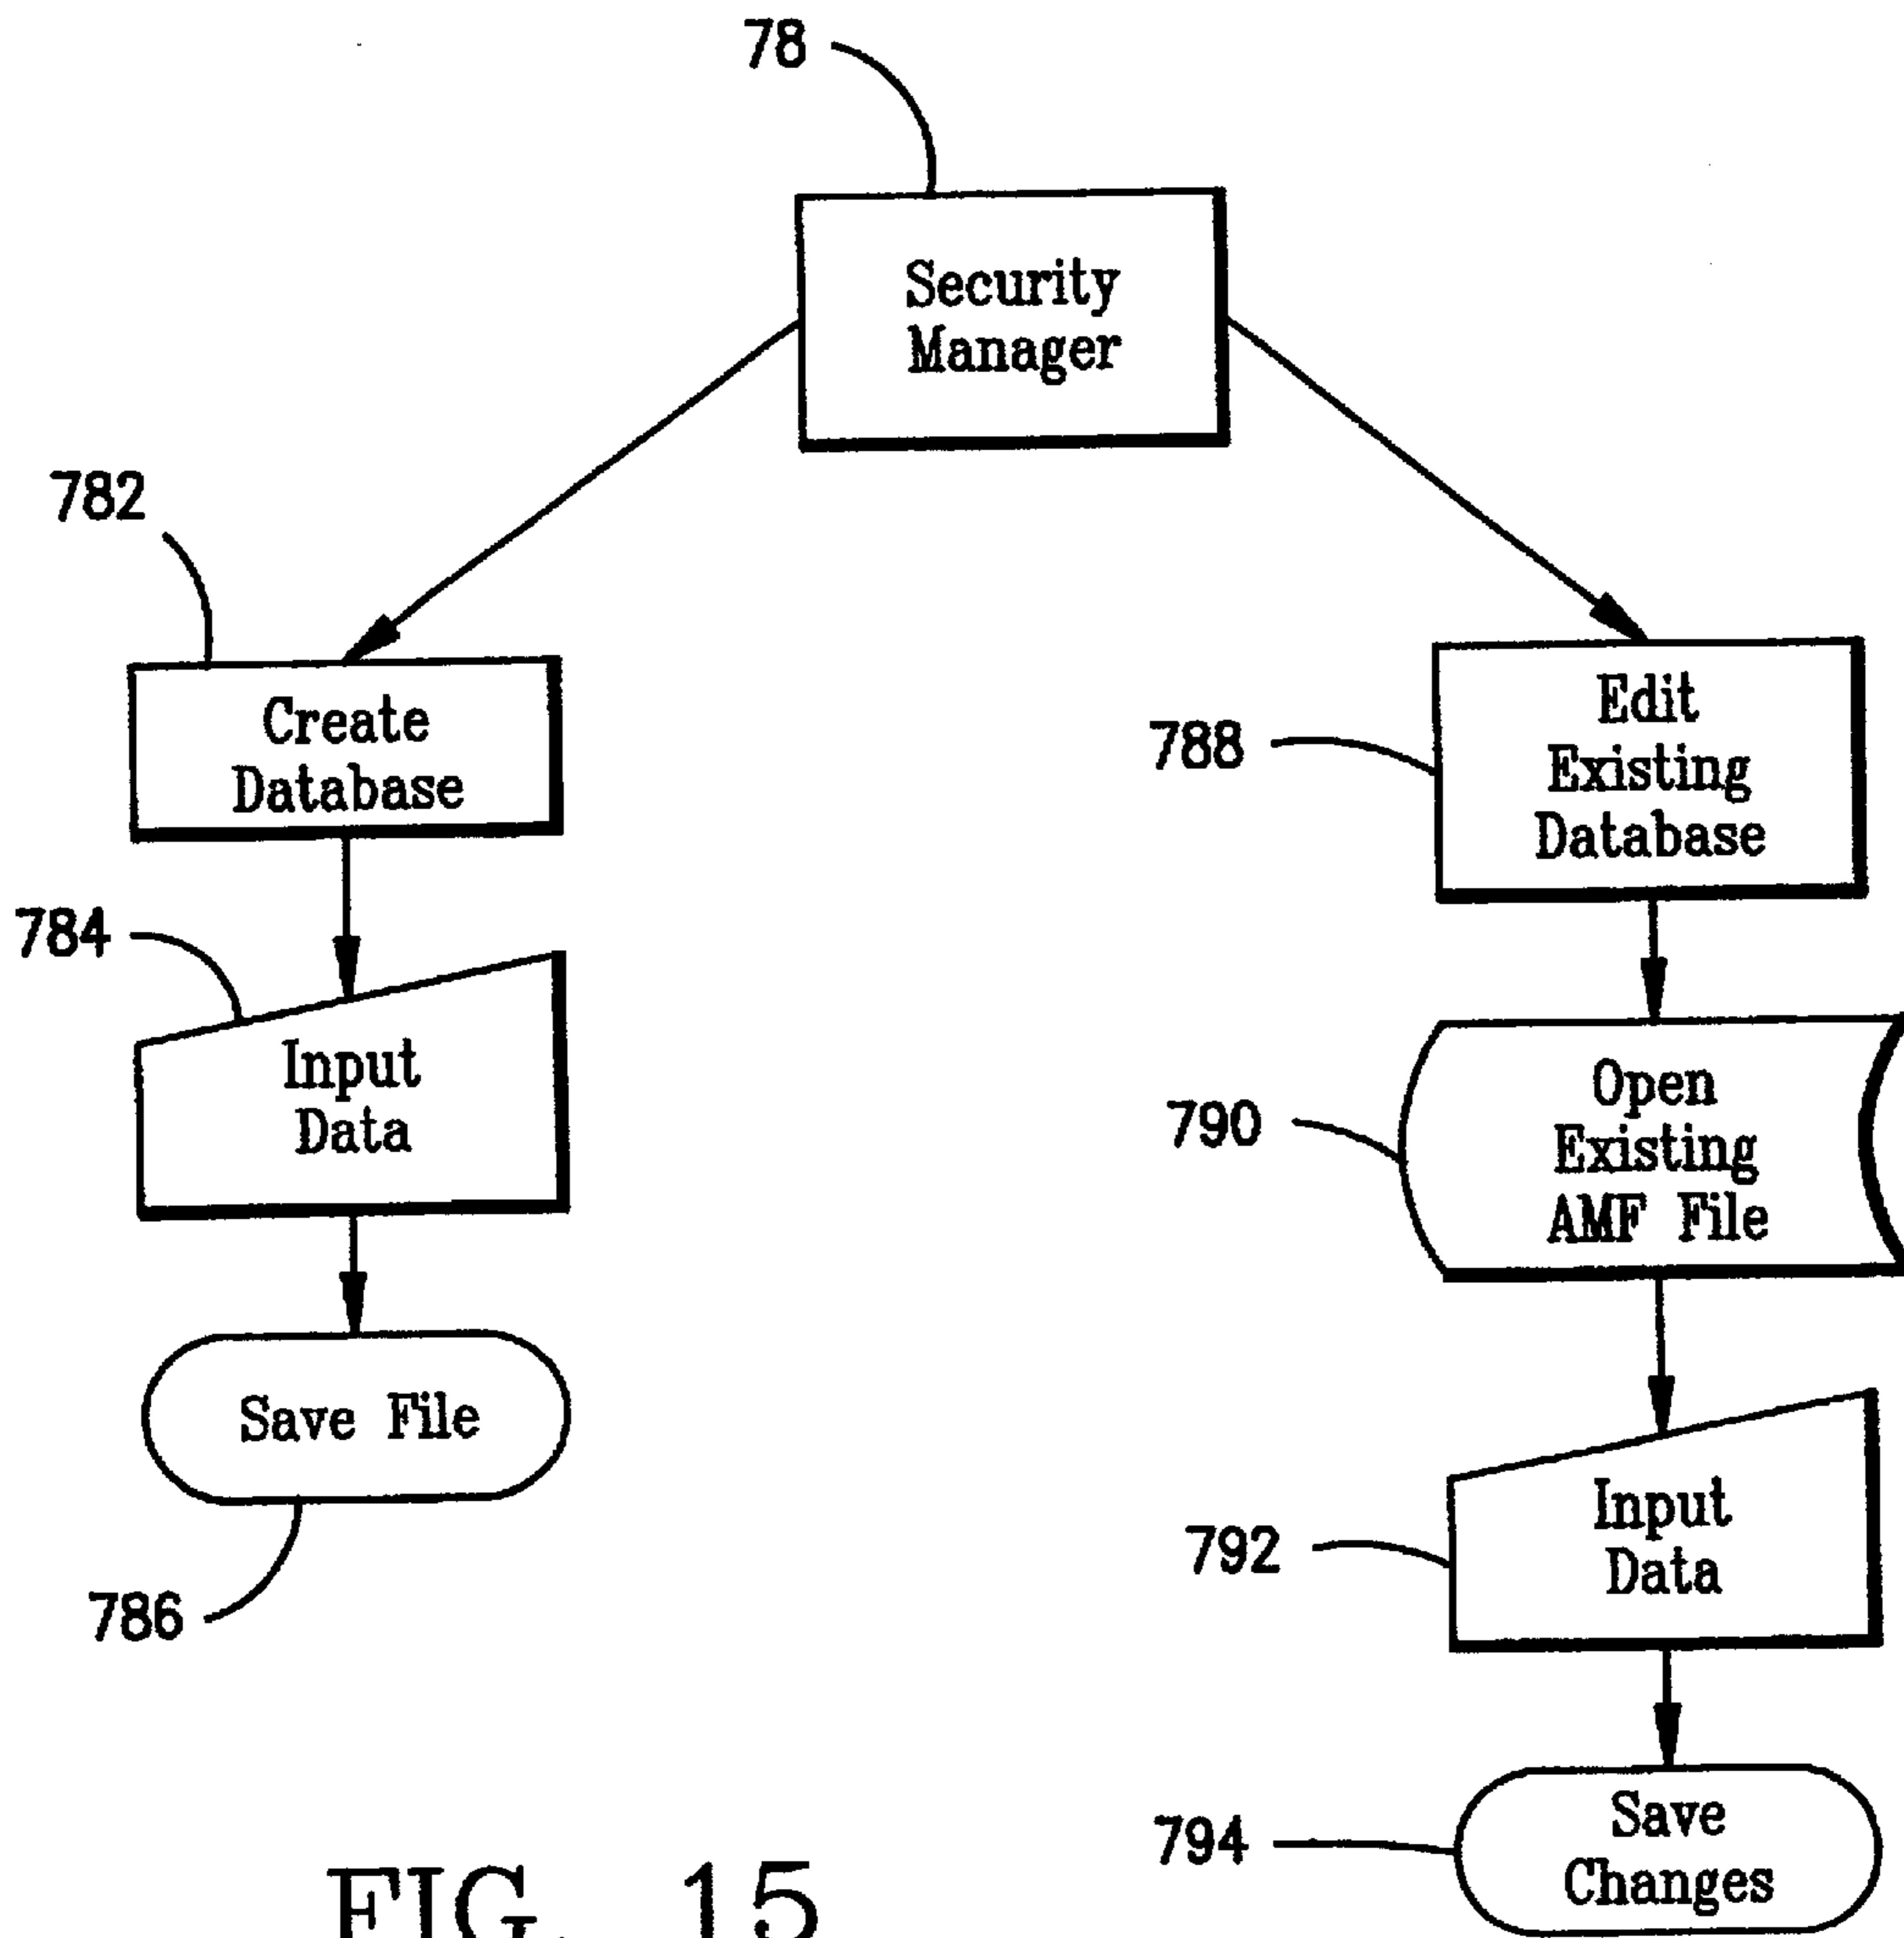 78
Security
Manager
782
Create
Database
788
Edit
Existing
Database
784
Input
Data
790
Open
Existing
AMF File
Save File
786
792
Input
Data
794
Save
Changes
FIG. 15